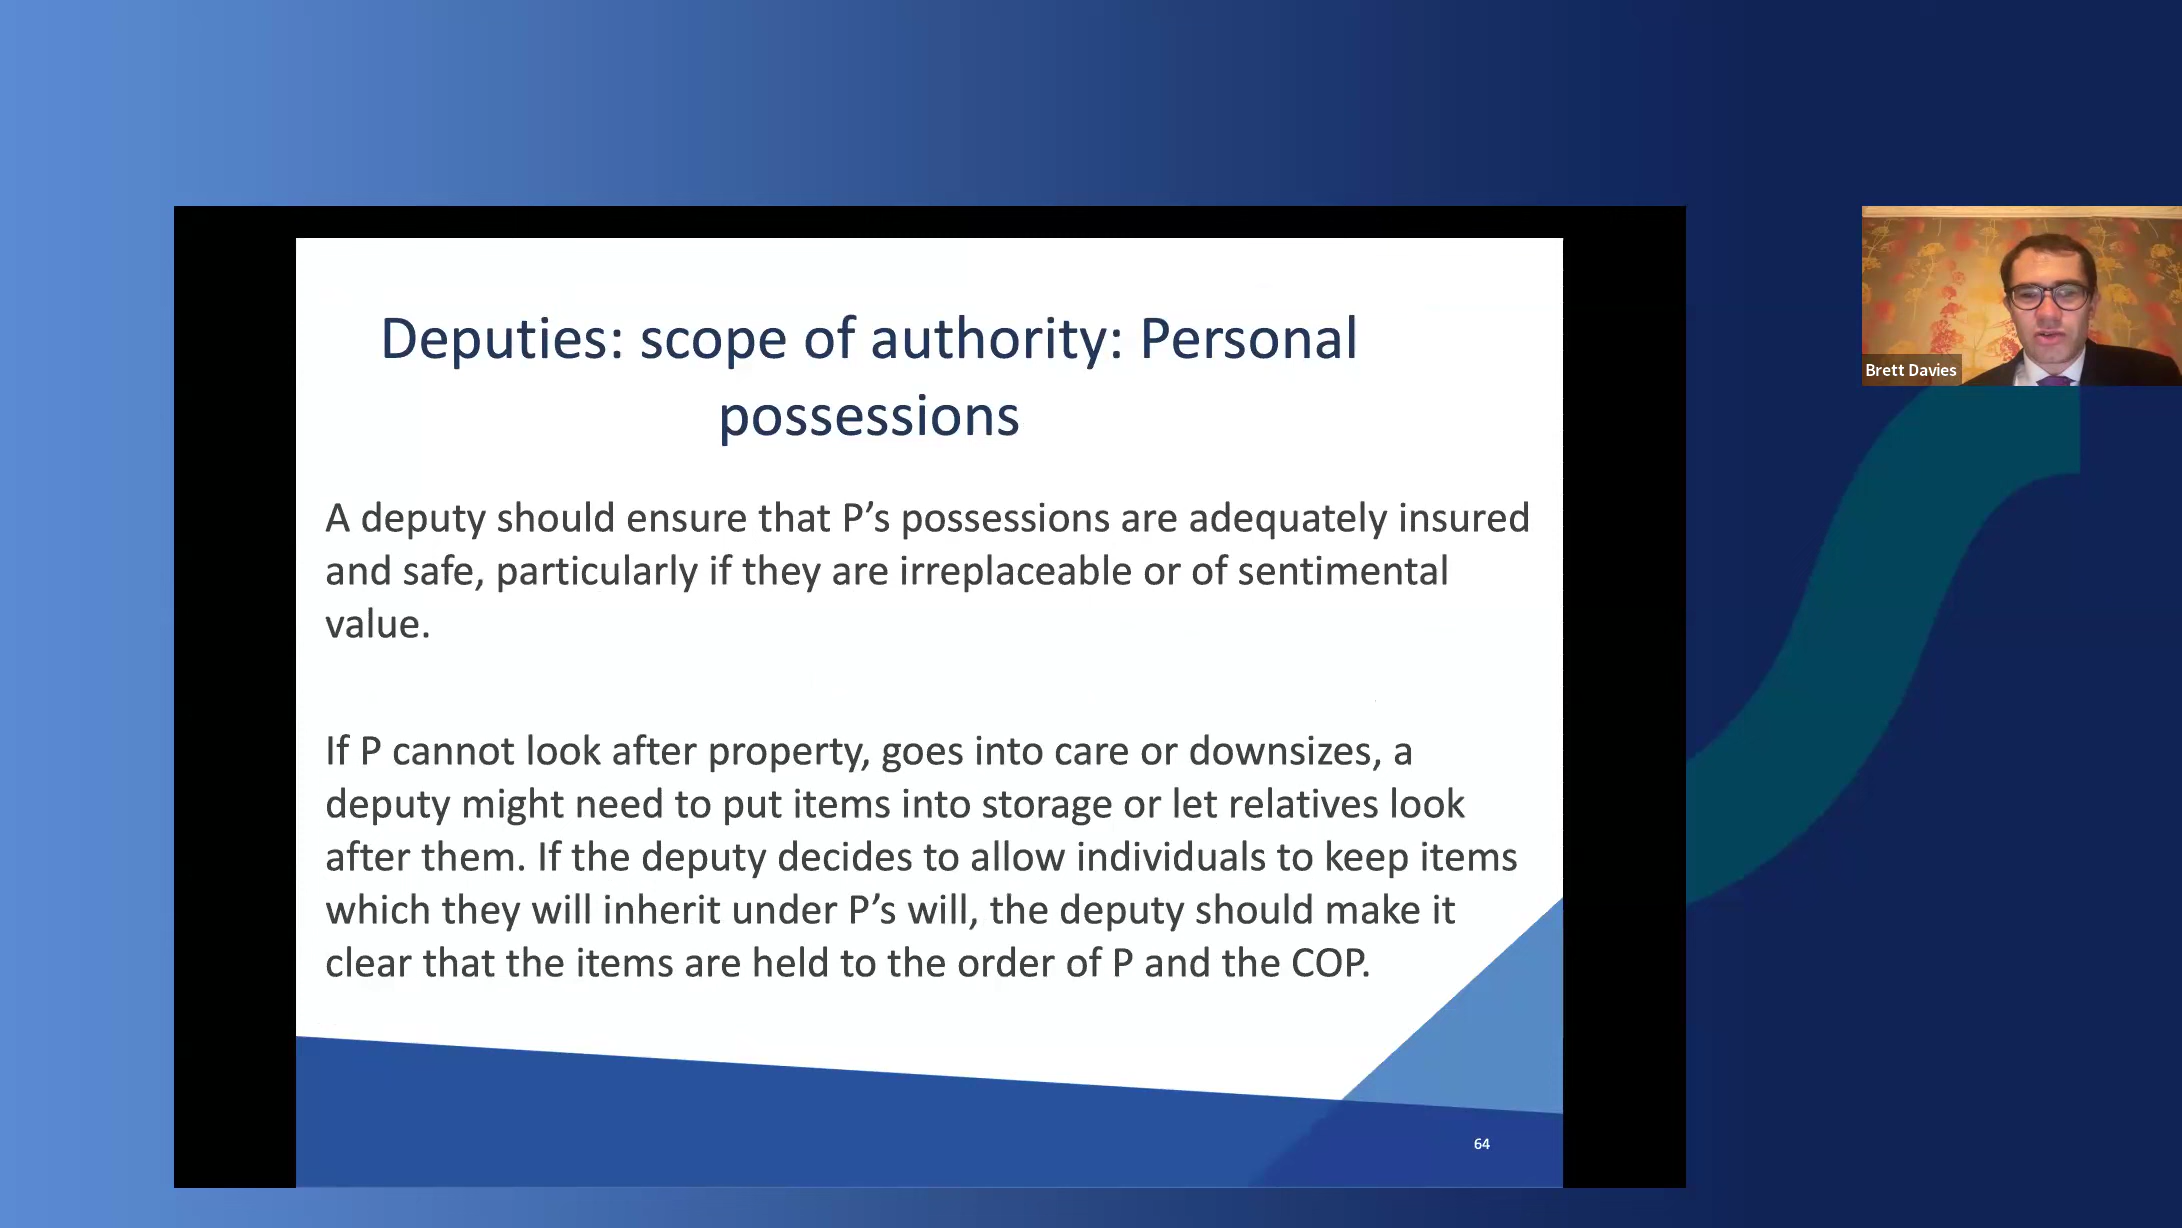 Deputies: scope of authority: Personal
possessions
A deputy should ensure that P’s possessions are adequately insured
and safe, particularly if they are irreplaceable or of sentimental
value.
If P cannot look after property, goes into care or downsizes, a
deputy might need to put items into storage or let relatives look
after them. If the deputy decides to allow individuals to keep items
which they will inherit under P’s will, the deputy should make it
clear that the items are held to the order of P and the COP.
64
Brett Davies